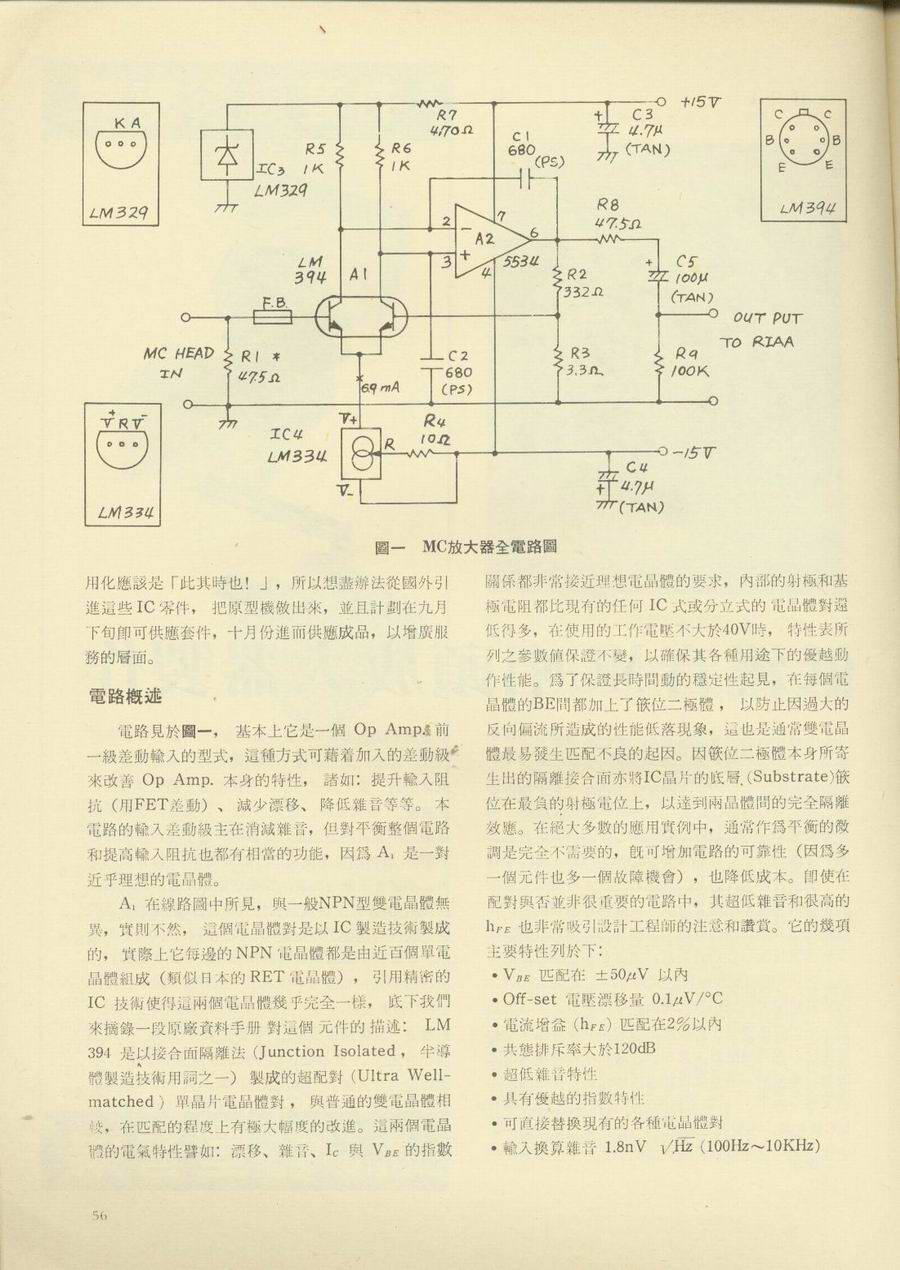 K A
LM329
IC3
LM329
R5
1K
R6
1K
R7
470Ω
C1
680
(PS)
+15V
C3
4.7μ
(TAN)
C C
B B
E E
LM394
LM
394
A1
2
3
A2
7
6
4
5534
R8
47.5Ω
R2
332Ω
C5
100μ
(TAN)
F.B.
MC HEAD
IN
R1 *
475Ω
C2
680
(PS)
R3
3.3Ω
R9
100K
OUT PUT
TO RIAA
6.9mA
V+ R V-
LM334
IC4
LM334
V+
R
V-
R4
10Ω
-15V
C4
4.7μ
(TAN)
圖一 MC放大器全電路圖
用化應該是「此其時也!」,所以想盡辦法從國外引
進這些 IC 零件, 把原型機做出來,並且計劃在九月
下旬卽可供應套件,十月份進而供應成品,以增廣服
務的層面。
電路概述
電路見於圖一, 基本上它是一個 Op Amp. 前
一級差動輸入的型式,這種方式可藉着加入的差動級
來改善 Op Amp. 本身的特性, 諸如:提升輸入阻
抗(用FET差動)、減少漂移、降低雜音等等。本
電路的輸入差動級主在消減雜音,但對平衡整個電路
和提高輸入阻抗也都有相當的功能,因爲 A₁ 是一對
近乎理想的電晶體。
A₁ 在線路圖中所見,與一般NPN型雙電晶體無
異,實則不然, 這個電晶體對是以 IC 製造技術製成
的, 實際上它每邊的 NPN 電晶體都是由近百個單電
晶體組成(類似日本的 RET 電晶體), 引用精密的
IC 技術使得這兩個電晶體幾乎完全一樣, 底下我們
來摘錄一段原廠資料手册對這個元件的描述: LM
394 是以接合面隔離法(Junction Isolated, 半導
體製造技術用詞之一)製成的超配對(Ultra Well-
matched)單晶片電晶體對, 與普通的雙電晶體相
較,在匹配的程度上有極大幅度的改進。這兩個電晶
體的電氣特性譬如:漂移、雜音、IC 與 VBE 的指數
關係都非常接近理想電晶體的要求,內部的射極和基
極電阻都比現有的任何 IC 式或分立式的電晶體對還
低得多,在使用的工作電壓不大於40V時, 特性表所
列之參數値保證不變,以確保其各種用途下的優越動
作性能。爲了保證長時間動的穩定性起見,在每個電
晶體的BE間都加上了箝位二極體, 以防止因過大的
反向偏流所造成的性能低落現象,這也是通常雙電晶
體最易發生匹配不良的起因。因箝位二極體本身所寄
生出的隔離接合面亦將IC晶片的底層(Substrate)箝
位在最負的射極電位上,以達到兩晶體間的完全隔離
效應。在絕大多數的應用實例中,通常作爲平衡的微
調是完全不需要的,旣可增加電路的可靠性(因爲多
一個元件也多一個故障機會),也降低成本。卽使在
配對與否並非很重要的電路中,其超低雜音和很高的
hFE 也非常吸引設計工程師的注意和讚賞。它的幾項
主要特性列於下:
• VBE 匹配在 ±50μV 以內
• Off-set 電壓漂移量 0.1μV/°C
• 電流增益(hFE)匹配在2%以內
• 共態排斥率大於120dB
• 超低雜音特性
• 具有優越的指數特性
• 可直接替換現有的各種電晶體對
• 輸入換算雜音 1.8nV √Hz (100Hz~10KHz)
56